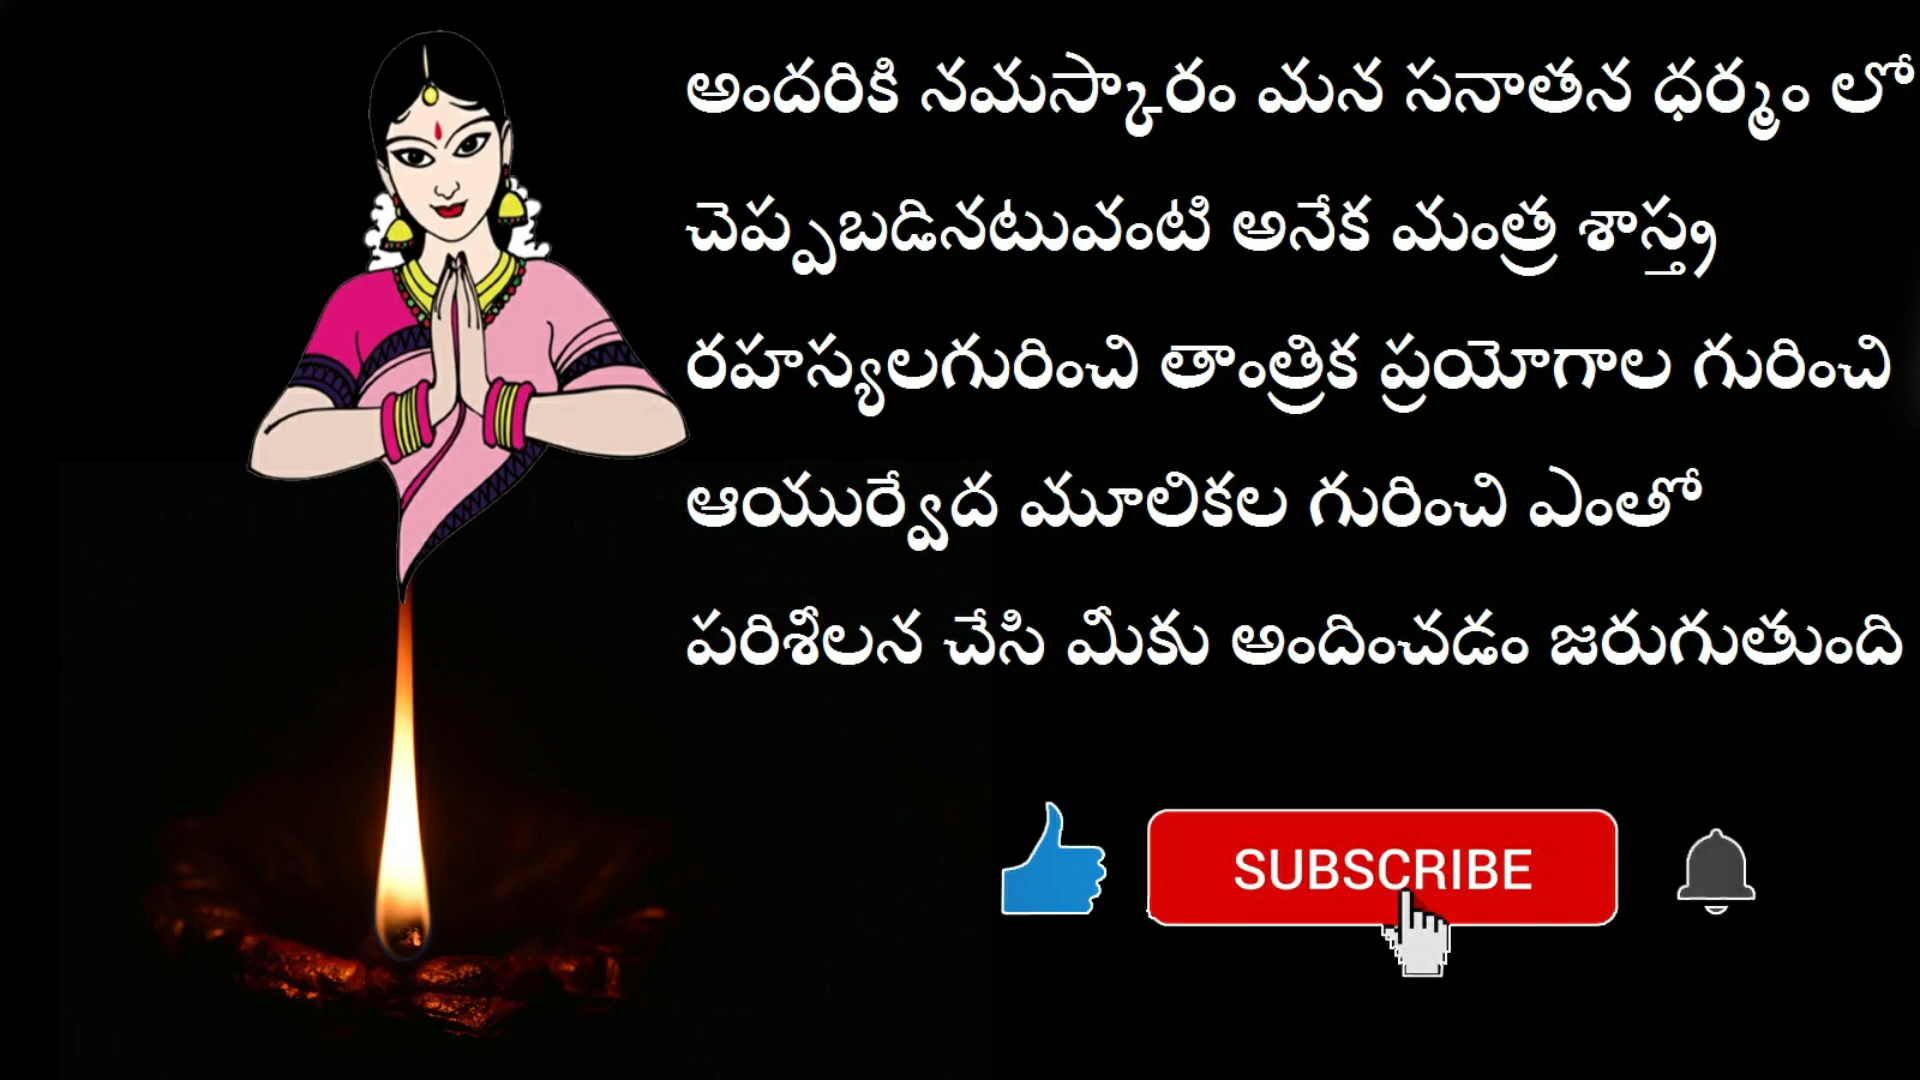 అందరికి నమస్కారం మన సనాతన ధర్మం లో
చెప్పబడినటువంటి అనేక మంత్ర శాస్త్ర
రహస్యలగురించి తాంత్రిక ప్రయోగాల గురించి
ఆయుర్వేద మూలికల గురించి ఎంతో
పరిశీలన చేసి మీకు అందించడం జరుగుతుంది
SUBSCRIBE